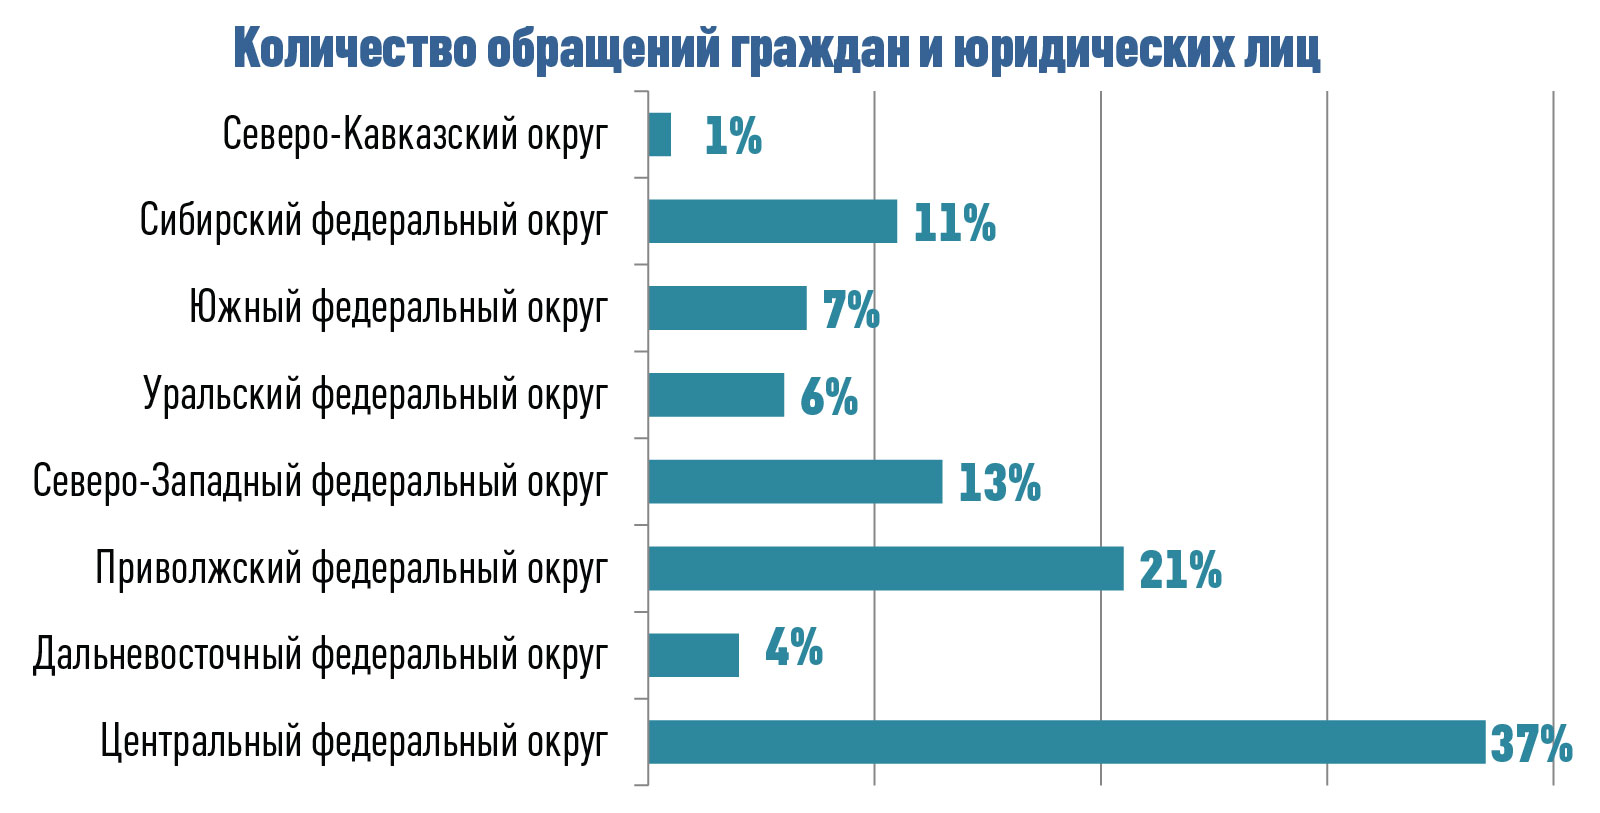 Количество обращений граждан и юридических лиц
Северо-Кавказский округ 1%
Сибирский федеральный округ 11%
Южный федеральный округ 7%
Уральский федеральный округ 6%
Северо-Западный федеральный округ 13%
Приволжский федеральный округ 21%
Дальневосточный федеральный округ 4%
Центральный федеральный округ 37%